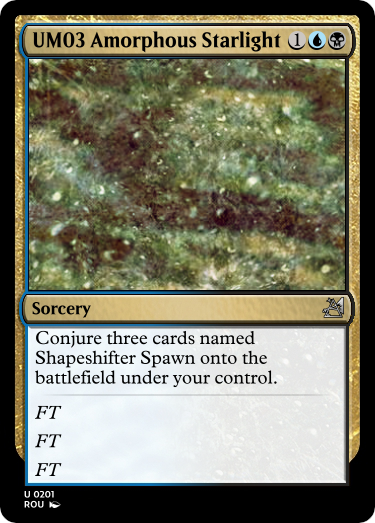 UM03 Amorphous Starlight 1
Sorcery
Conjure three cards named
Shapeshifter Spawn onto the
battlefield under your control.
FT
FT
FT
U 0201
ROU